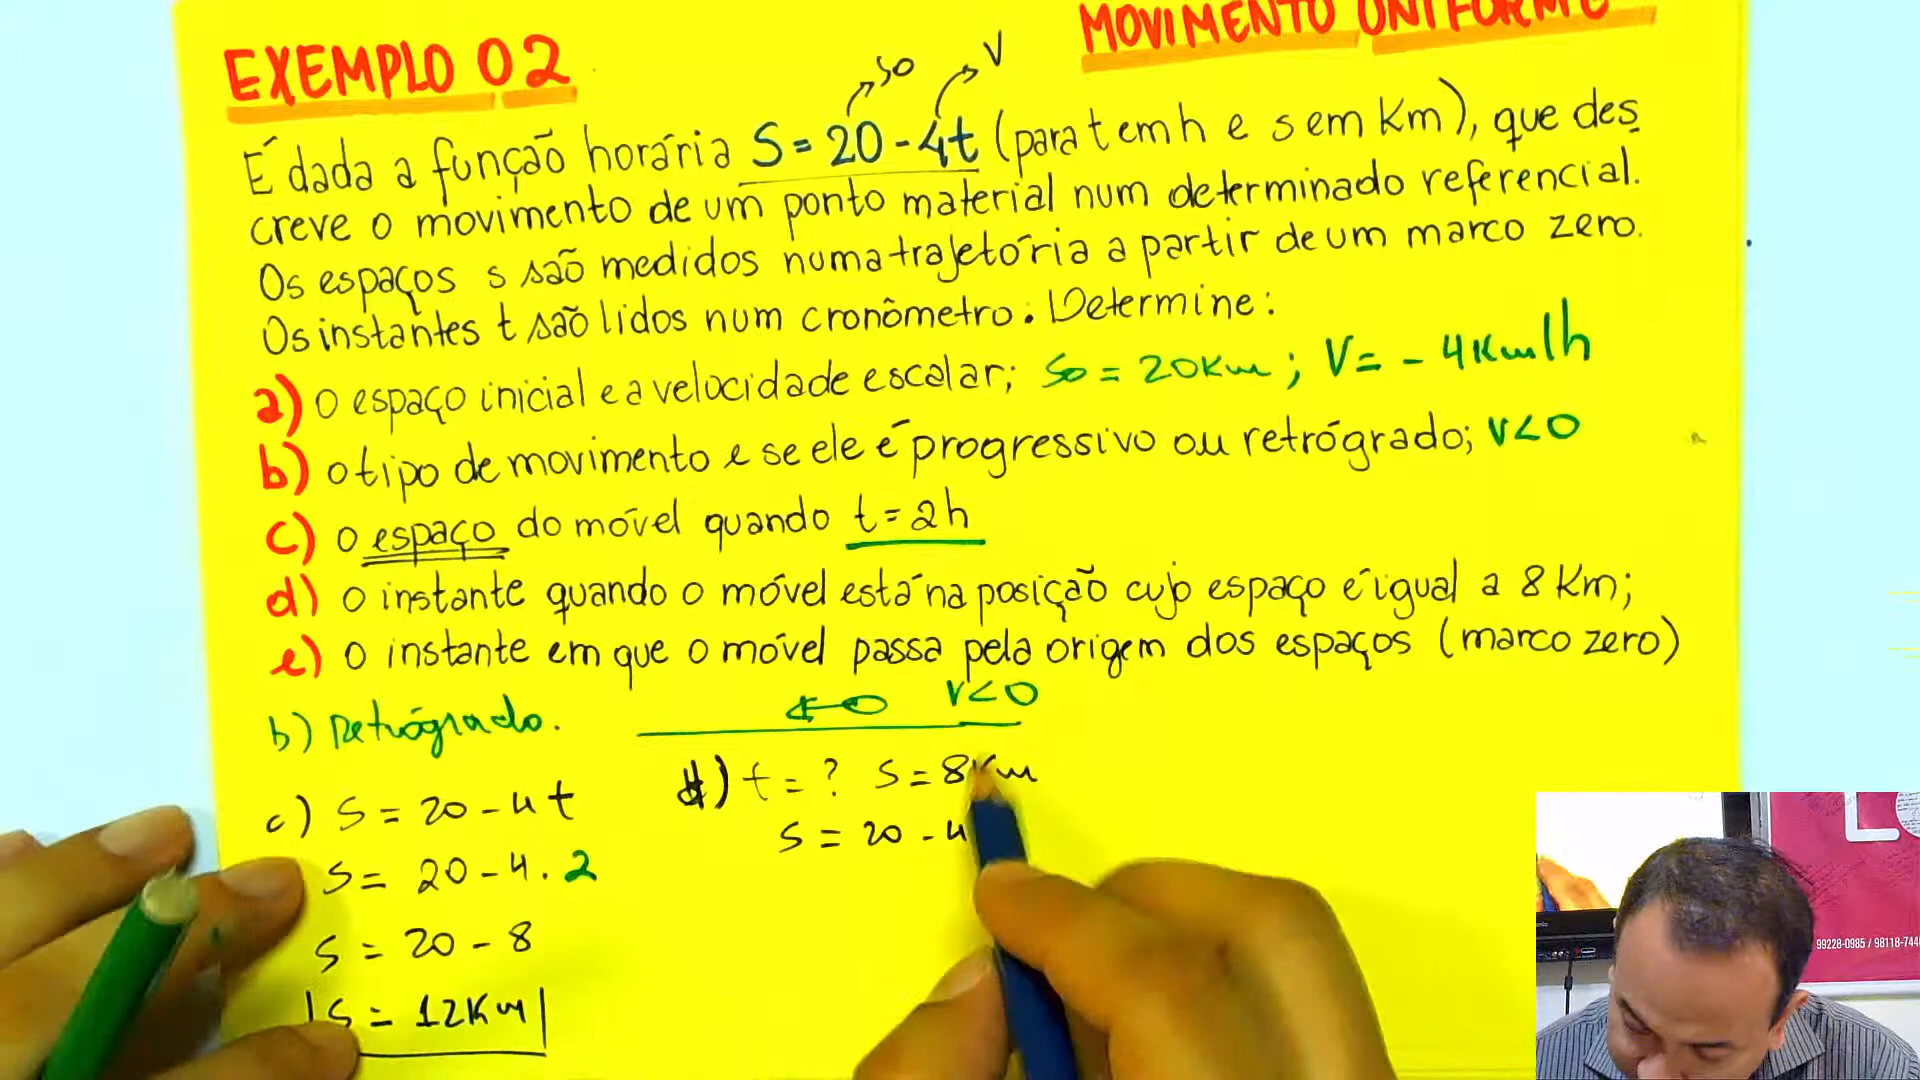 MOVIMENTO UNIFORME
EXEMPLO 02
so
V
É dada a função horária S = 20 - 4t (para t em h e s em Km), que des
creve o movimento de um ponto material num determinado referencial.
Os espaços s são medidos numa trajetória a partir de um marco zero.
Os instantes t são lidos num cronômetro. Determine:
a) o espaço inicial e a velocidade escalar; so = 20Km; V = - 4Km/h
b) o tipo de movimento e se ele é progressivo ou retrógrado; v<0
c) o espaço do móvel quando t = 2h
d) o instante quando o móvel está na posição cujo espaço é igual a 8 Km;
e) o instante em que o móvel passa pela origem dos espaços (marco zero)
b) Retrógrado.
v<0
c) S = 20 - 4t
S = 20 - 4.2
S = 20 - 8
S = 12Km
d) t = ? S = 8Km
S = 20 - 4
99228-0985 / 98118-744